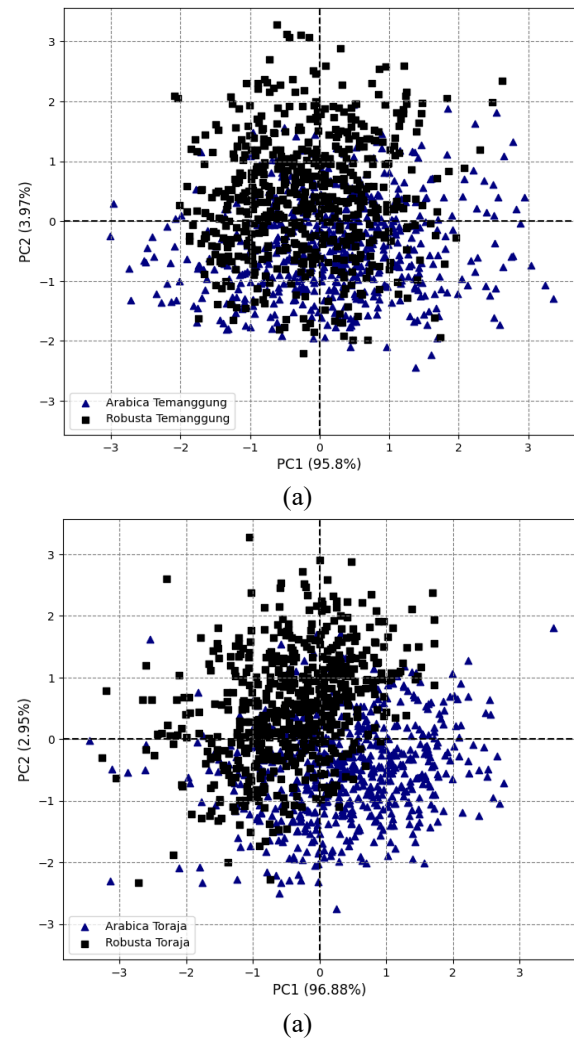 3
2
1
0
−1
−2
−3
PC2 (3.97%)
Arabica Temanggung
Robusta Temanggung
−3 −2 −1 0 1 2 3
PC1 (95.8%)
(a)
3
2
1
0
−1
−2
−3
PC2 (2.95%)
Arabica Toraja
Robusta Toraja
−3 −2 −1 0 1 2 3
PC1 (96.88%)
(a)